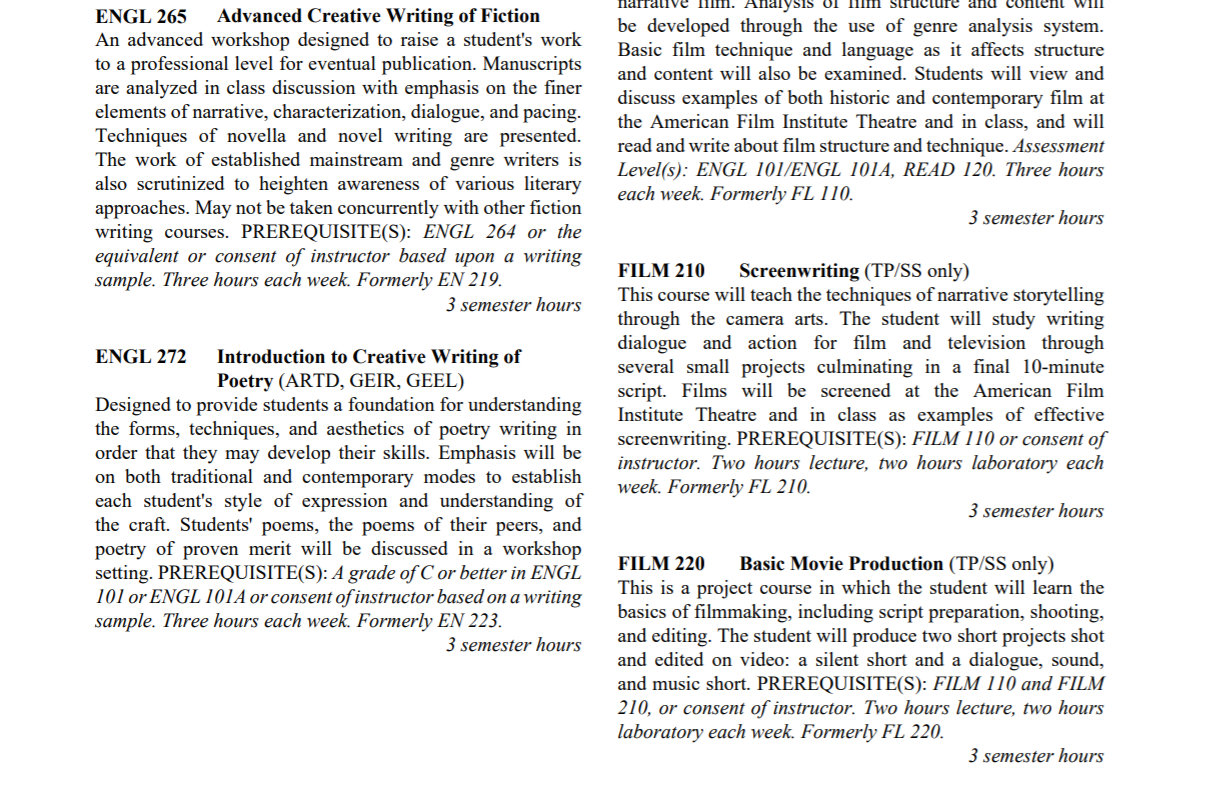 ENGL 265 Advanced Creative Writing of Fiction
An advanced workshop designed to raise a student's work
to a professional level for eventual publication. Manuscripts
are analyzed in class discussion with emphasis on the finer
elements of narrative, characterization, dialogue, and pacing.
Techniques of novella and novel writing are presented.
The work of established mainstream and genre writers is
also scrutinized to heighten awareness of various literary
approaches. May not be taken concurrently with other fiction
writing courses. PREREQUISITE(S): ENGL 264 or the
equivalent or consent of instructor based upon a writing
sample. Three hours each week. Formerly EN 219.
3 semester hours
ENGL 272 Introduction to Creative Writing of
Poetry (ARTD, GEIR, GEEL)
Designed to provide students a foundation for understanding
the forms, techniques, and aesthetics of poetry writing in
order that they may develop their skills. Emphasis will be
on both traditional and contemporary modes to establish
each student's style of expression and understanding of
the craft. Students' poems, the poems of their peers, and
poetry of proven merit will be discussed in a workshop
setting. PREREQUISITE(S): A grade of C or better in ENGL
101 or ENGL 101A or consent of instructor based on a writing
sample. Three hours each week. Formerly EN 223.
3 semester hours
narrative film. Analysis of film structure and content will
be developed through the use of genre analysis system.
Basic film technique and language as it affects structure
and content will also be examined. Students will view and
discuss examples of both historic and contemporary film at
the American Film Institute Theatre and in class, and will
read and write about film structure and technique. Assessment
Level(s): ENGL 101/ENGL 101A, READ 120. Three hours
each week. Formerly FL 110.
3 semester hours
FILM 210 Screenwriting (TP/SS only)
This course will teach the techniques of narrative storytelling
through the camera arts. The student will study writing
dialogue and action for film and television through
several small projects culminating in a final 10-minute
script. Films will be screened at the American Film
Institute Theatre and in class as examples of effective
screenwriting. PREREQUISITE(S): FILM 110 or consent of
instructor. Two hours lecture, two hours laboratory each
week. Formerly FL 210.
3 semester hours
FILM 220 Basic Movie Production (TP/SS only)
This is a project course in which the student will learn the
basics of filmmaking, including script preparation, shooting,
and editing. The student will produce two short projects shot
and edited on video: a silent short and a dialogue, sound,
and music short. PREREQUISITE(S): FILM 110 and FILM
210, or consent of instructor. Two hours lecture, two hours
laboratory each week. Formerly FL 220.
3 semester hours